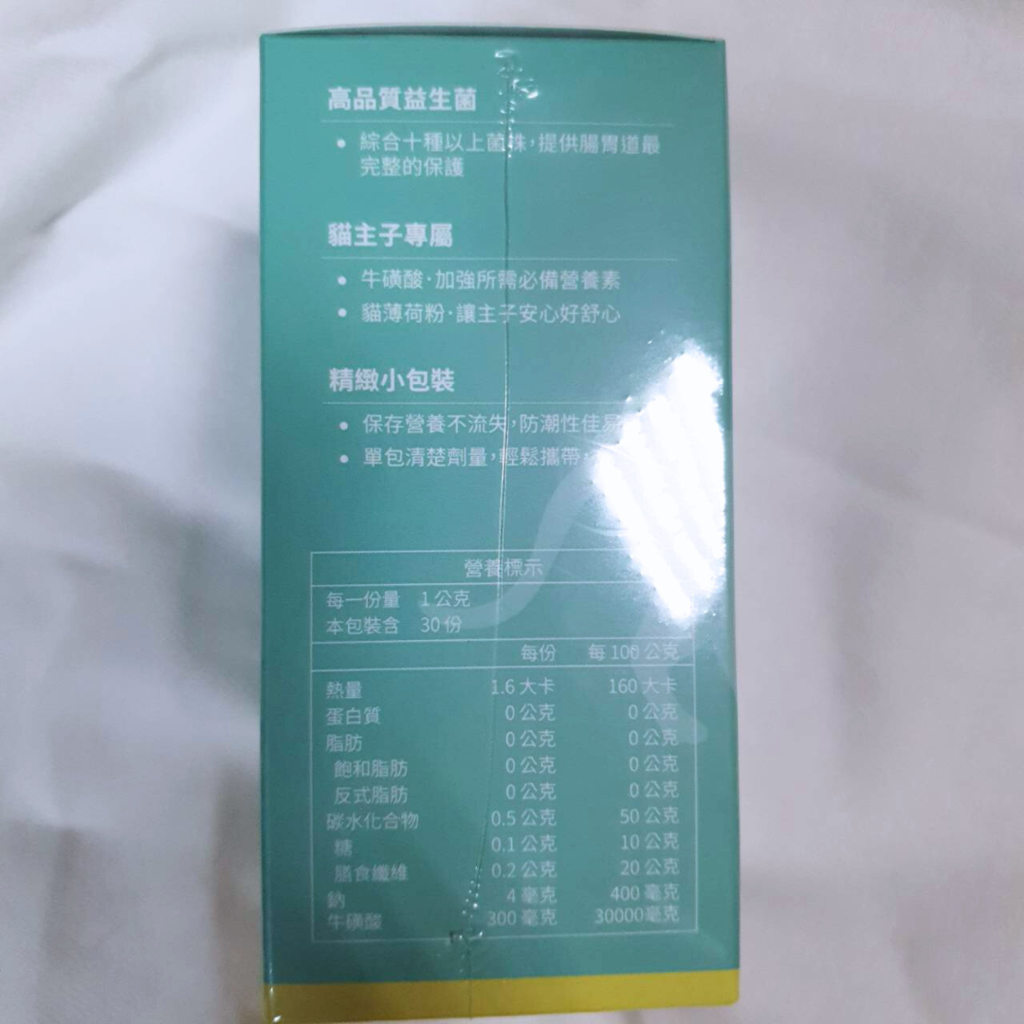 高品質益生菌
• 綜合十種以上菌株，提供腸胃道最
完整的保護
貓主子專屬
• 牛磺酸·加強所需必備營養素
• 貓薄荷粉·讓主子安心好舒心
精緻小包裝
• 保存營養不流失，防潮性佳
• 單包清楚劑量，輕鬆攜帶，
營養標示
每一份量 1公克
本包裝含 30份
每份 每100公克
熱量 1.6大卡 160大卡
蛋白質 0公克 0公克
脂肪 0公克 0公克
飽和脂肪 0公克 0公克
反式脂肪 0公克 0公克
碳水化合物 0.5公克 50公克
糖 0.1公克 10公克
膳食纖維 0.2公克 20公克
鈉 4毫克 400毫克
牛磺酸 300毫克 30000毫克